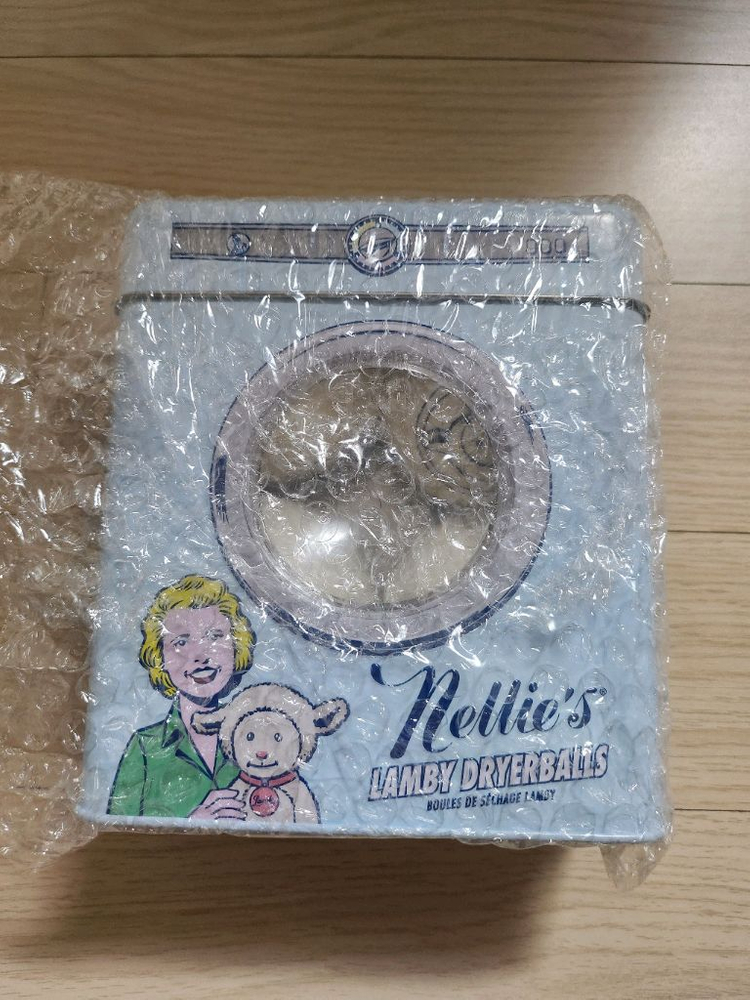 Nellie's
LAMBY DRYERBALLS
BOULES DE SÉCHAGE LAMBY